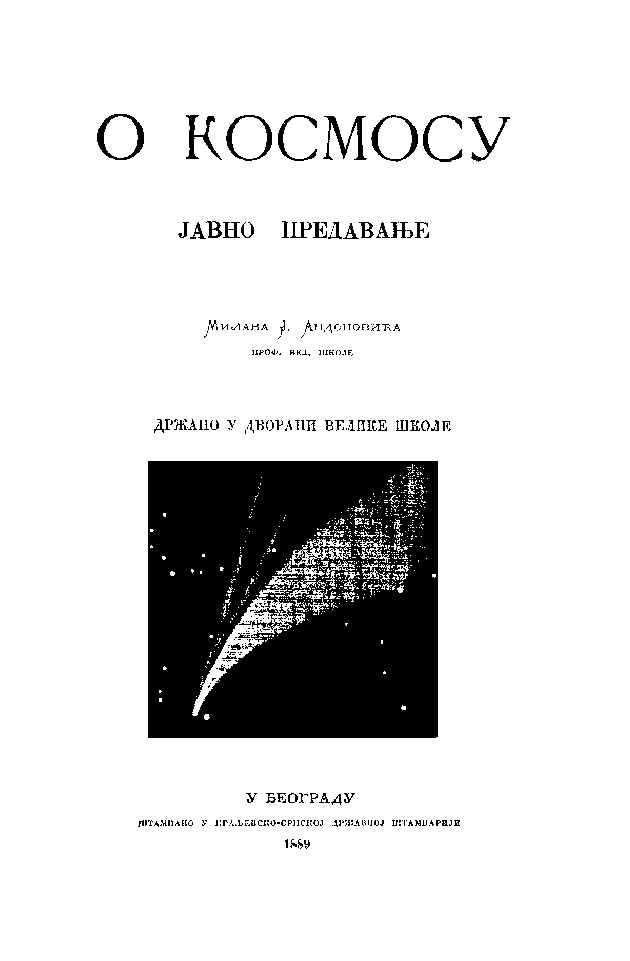 О КОСМОСУ
ЈАВНО ПРЕДАВАЊЕ
Милана Ј. Андоновића
ПРОФ. ВЕЛ. ШКОЛЕ
ДРЖАНО У ДВОРАНИ ВЕЛИКЕ ШКОЛЕ
У БЕОГРАДУ
ШТАМПАНО У КРАЉЕВСКО-СРПСКОЈ ДРЖАВНОЈ ШТАМПАРИЈИ
1889